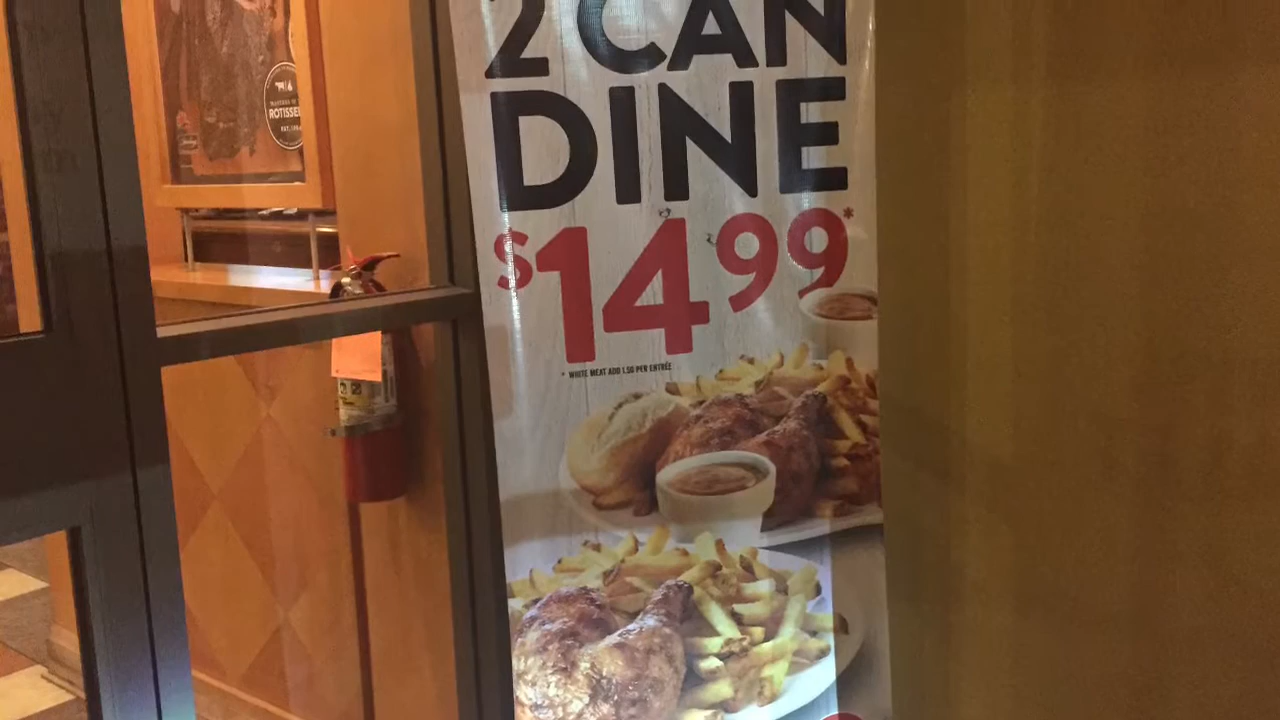 2 CAN
DINE
$14 99*
* WHITE MEAT ADD 1.50 PER ENTRÉE
ROTISSE